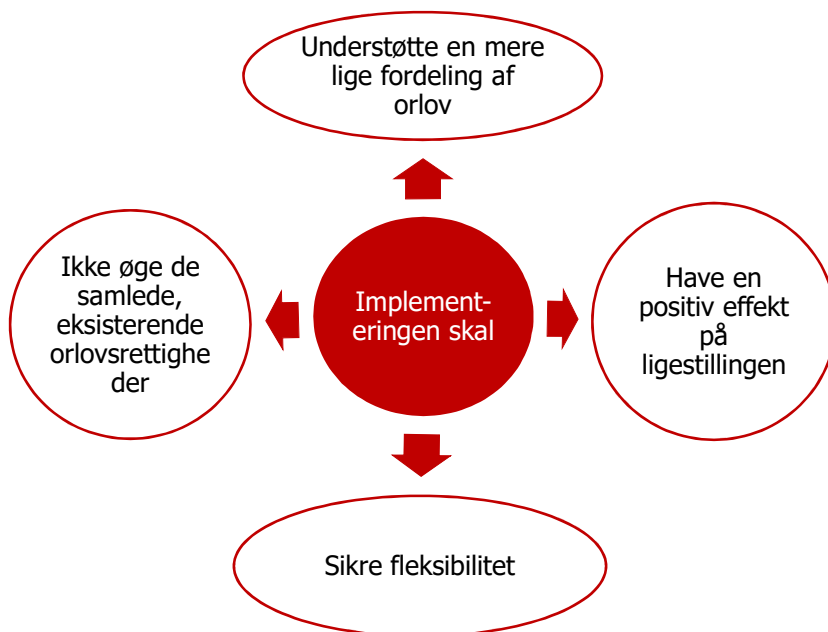 Understøtte en mere
lige fordeling af
orlov
Ikke øge de
samlede,
eksisterende
orlovsrettighe
der
Implement-
eringen skal
Have en
positiv effekt
på
ligestillingen
Sikre fleksibilitet